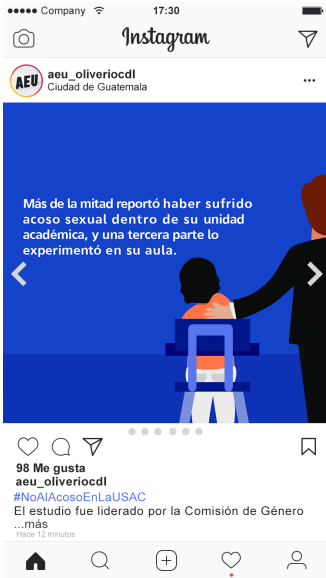 Company 17:30
Instagram
AEU aeu_oliveriocdl
Ciudad de Guatemala
Más de la mitad reportó haber sufrido
acoso sexual dentro de su unidad
académica, y una tercera parte lo
experimentó en su aula.
98 Me gusta
aeu_oliveriocdl
#NoAlAcosoEnLaUSAC
El estudio fue liderado por la Comisión de Género
...más
Hace 12 minutos